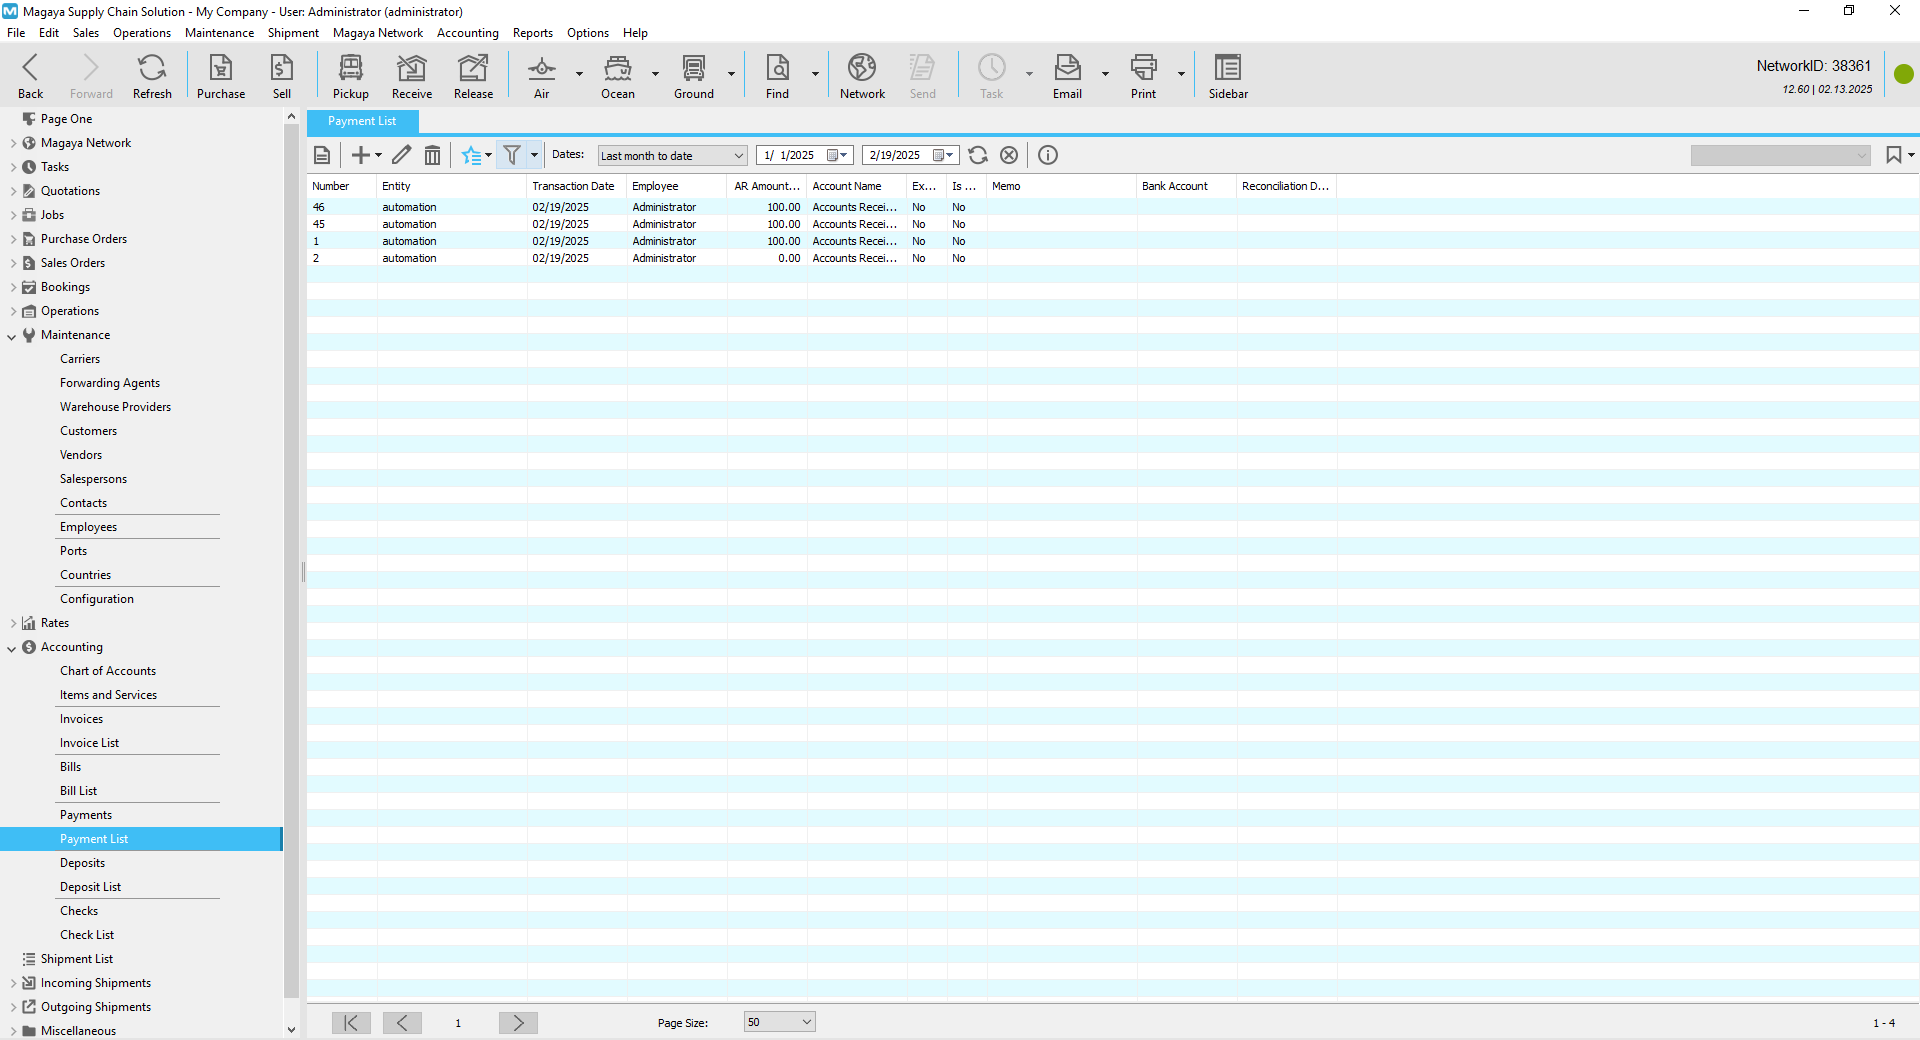 Magaya Supply Chain Solution - My Company - User: Administrator (administrator)
File Edit Sales Operations Maintenance Shipment Magaya Network Accounting Reports Options Help
Back Forward Refresh Purchase Sell Pickup Receive Release Air Ocean Ground Find Network Send Task Email Print Sidebar
NetworkID: 38361
12.60 | 02.13.2025
Page One
Magaya Network
Tasks
Quotations
Jobs
Purchase Orders
Sales Orders
Bookings
Operations
Maintenance
Carriers
Forwarding Agents
Warehouse Providers
Customers
Vendors
Salespersons
Contacts
Employees
Ports
Countries
Configuration
Rates
Accounting
Chart of Accounts
Items and Services
Invoices
Invoice List
Bills
Bill List
Payments
Payment List
Deposits
Deposit List
Checks
Check List
Shipment List
Incoming Shipments
Outgoing Shipments
Miscellaneous
Payment List
Dates: Last month to date 1/ 1/2025 2/19/2025
Number Entity Transaction Date Employee AR Amount... Account Name Ex... Is ... Memo Bank Account Reconciliation D...
46 automation 02/19/2025 Administrator 100.00 Accounts Recei... No No
45 automation 02/19/2025 Administrator 100.00 Accounts Recei... No No
1 automation 02/19/2025 Administrator 100.00 Accounts Recei... No No
2 automation 02/19/2025 Administrator 0.00 Accounts Recei... No No
1 Page Size: 50 1 - 4